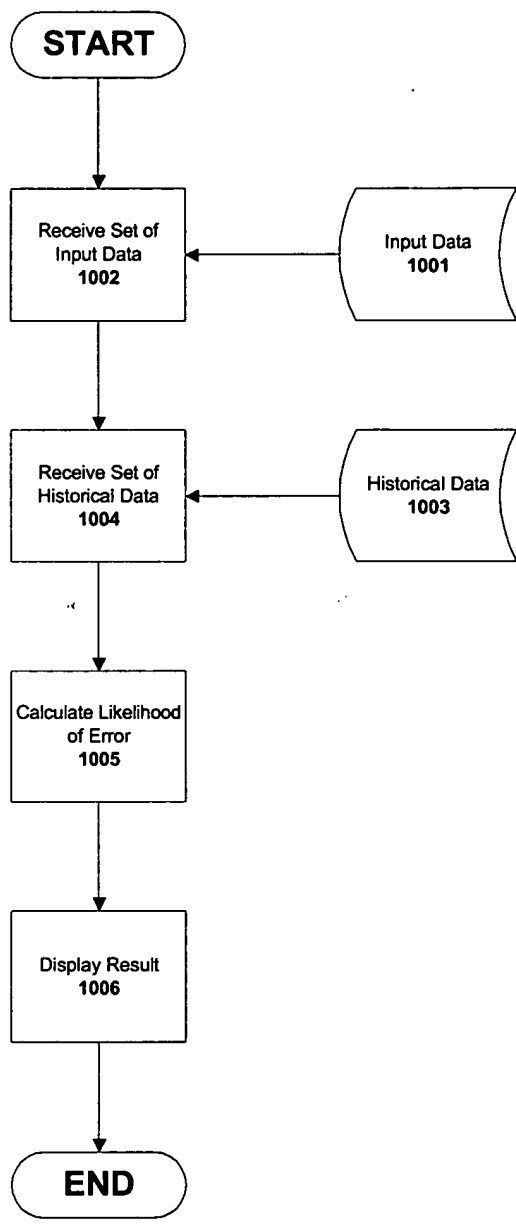 START
Receive Set of
Input Data
1002
Input Data
1001
Receive Set of
Historical Data
1004
Historical Data
1003
Calculate Likelihood
of Error
1005
Display Result
1006
END